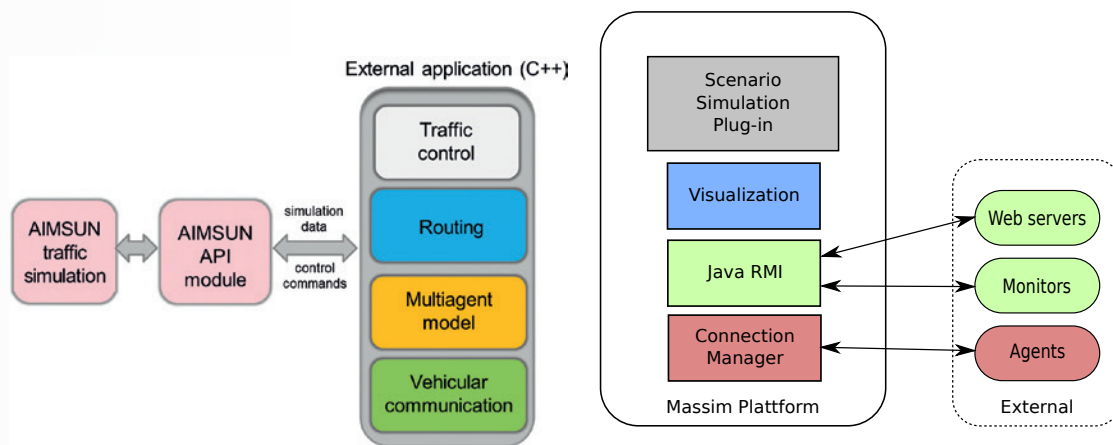 External application (C++)
Traffic
control
Routing
Multiagent
model
Vehicular
communication
AIMSUN
traffic
simulation
AIMSUN
API
module
simulation
data
control
commands
Scenario
Simulation
Plug-in
Visualization
Java RMI
Connection
Manager
Massim Plattform
Web servers
Monitors
Agents
External